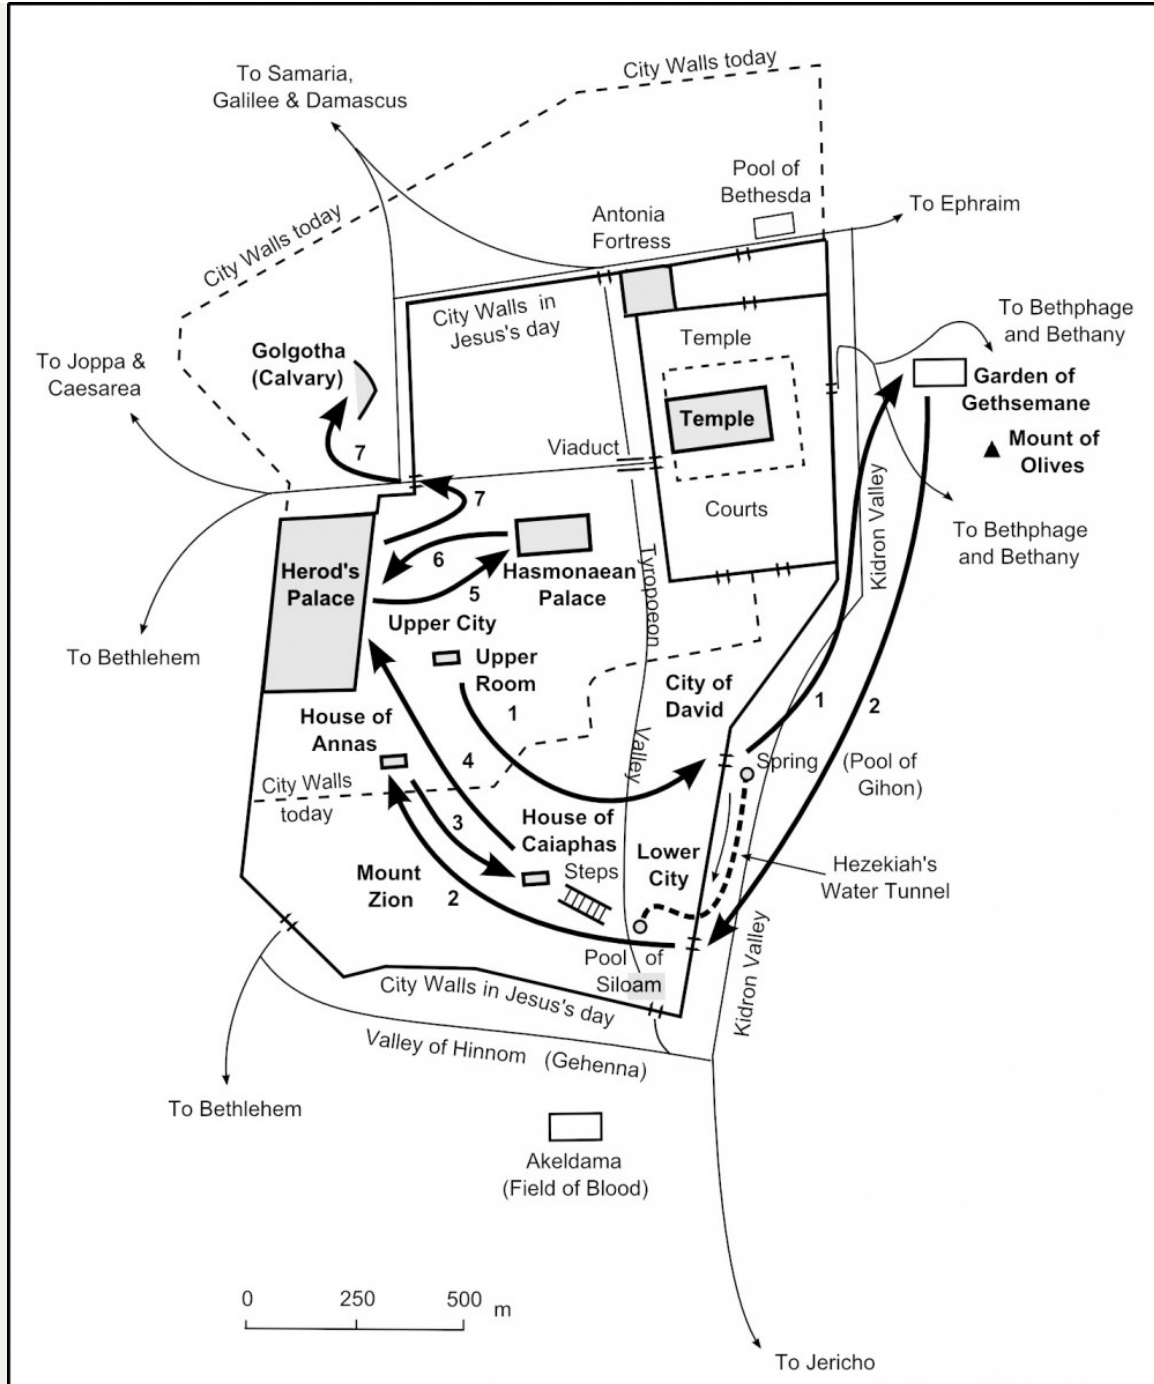 City Walls today
To Samaria,
Galilee & Damascus
Pool of
Bethesda
To Ephraim
Antonia
Fortress
City Walls today
City Walls in
Jesus's day
To Bethphage
and Bethany
Temple
Golgotha
(Calvary)
To Joppa &
Caesarea
Garden of
Gethsemane
Temple
Mount of
Olives
7
Viaduct
7
Courts
Kidron Valley
To Bethphage
and Bethany
6
Herod's
Palace
Hasmonaean
Palace
5
Tyropoeon
Upper City
To Bethlehem
Upper
Room
1
City of
David
1
2
House of
Annas
Valley
4
Spring (Pool of
Gihon)
City Walls
today
3
House of
Caiaphas
Lower
City
Steps
Hezekiah's
Water Tunnel
Mount
Zion
2
Pool of
Siloam
Kidron Valley
City Walls in Jesus's day
Valley of Hinnom (Gehenna)
To Bethlehem
Akeldama
(Field of Blood)
0 250 500 m
To Jericho